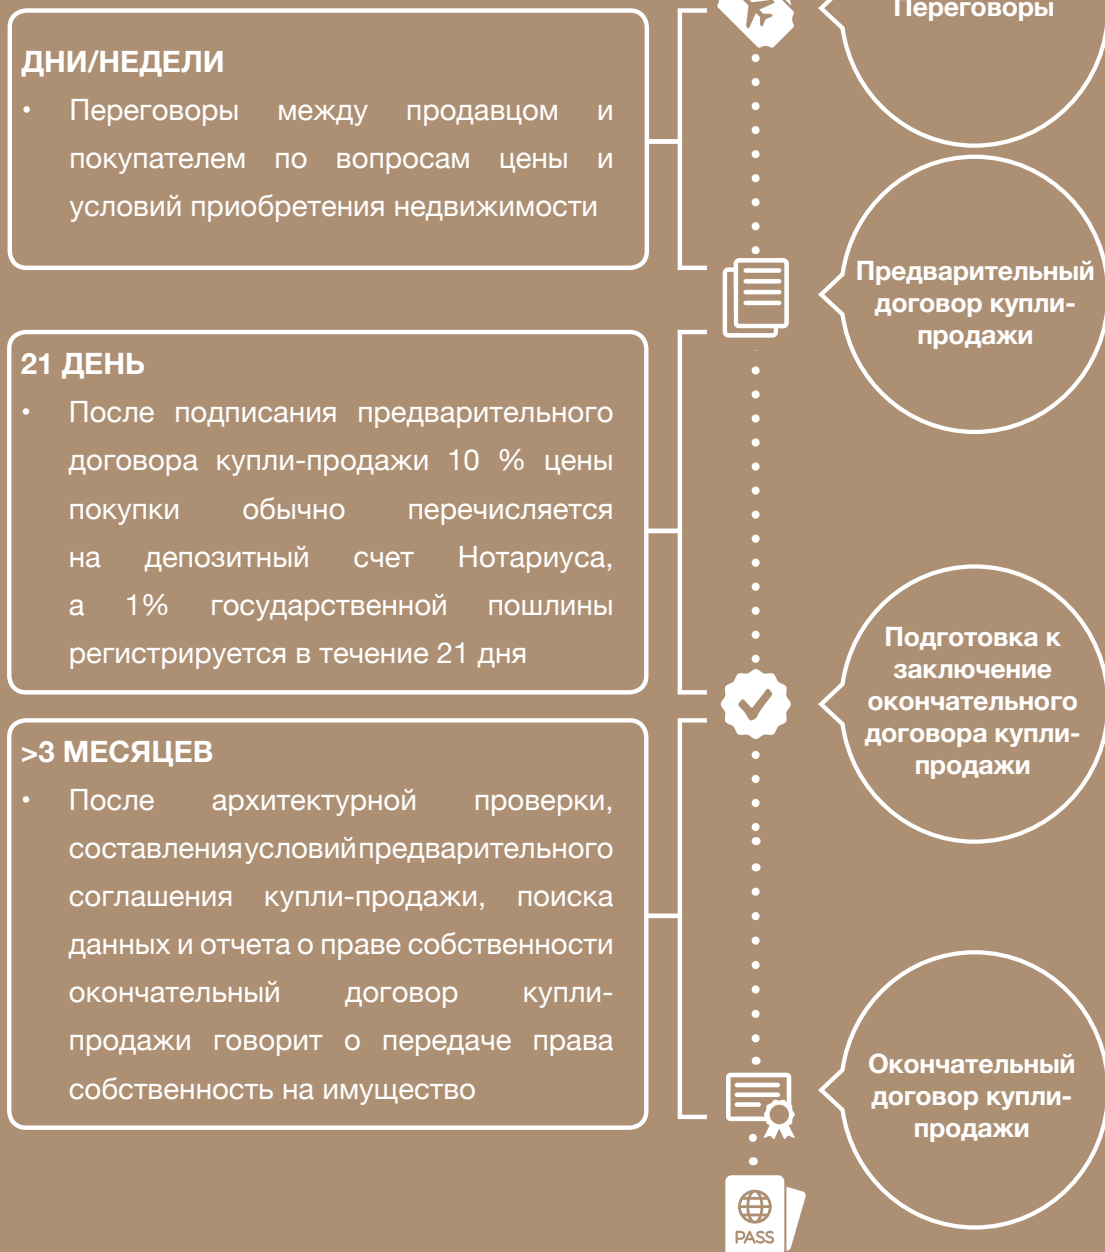 Переговоры
ДНИ/НЕДЕЛИ
• Переговоры между продавцом и
покупателем по вопросам цены и
условий приобретения недвижимости
Предварительный
договор купли-
продажи
21 ДЕНЬ
• После подписания предварительного
договора купли-продажи 10 % цены
покупки обычно перечисляется
на депозитный счет Нотариуса,
а 1% государственной пошлины
регистрируется в течение 21 дня
Подготовка к
заключение
окончательного
договора купли-
продажи
>3 МЕСЯЦЕВ
• После архитектурной проверки,
составления условий предварительного
соглашения купли-продажи, поиска
данных и отчета о праве собственности
окончательный договор купли-
продажи говорит о передаче права
собственность на имущество
Окончательный
договор купли-
продажи
PASS